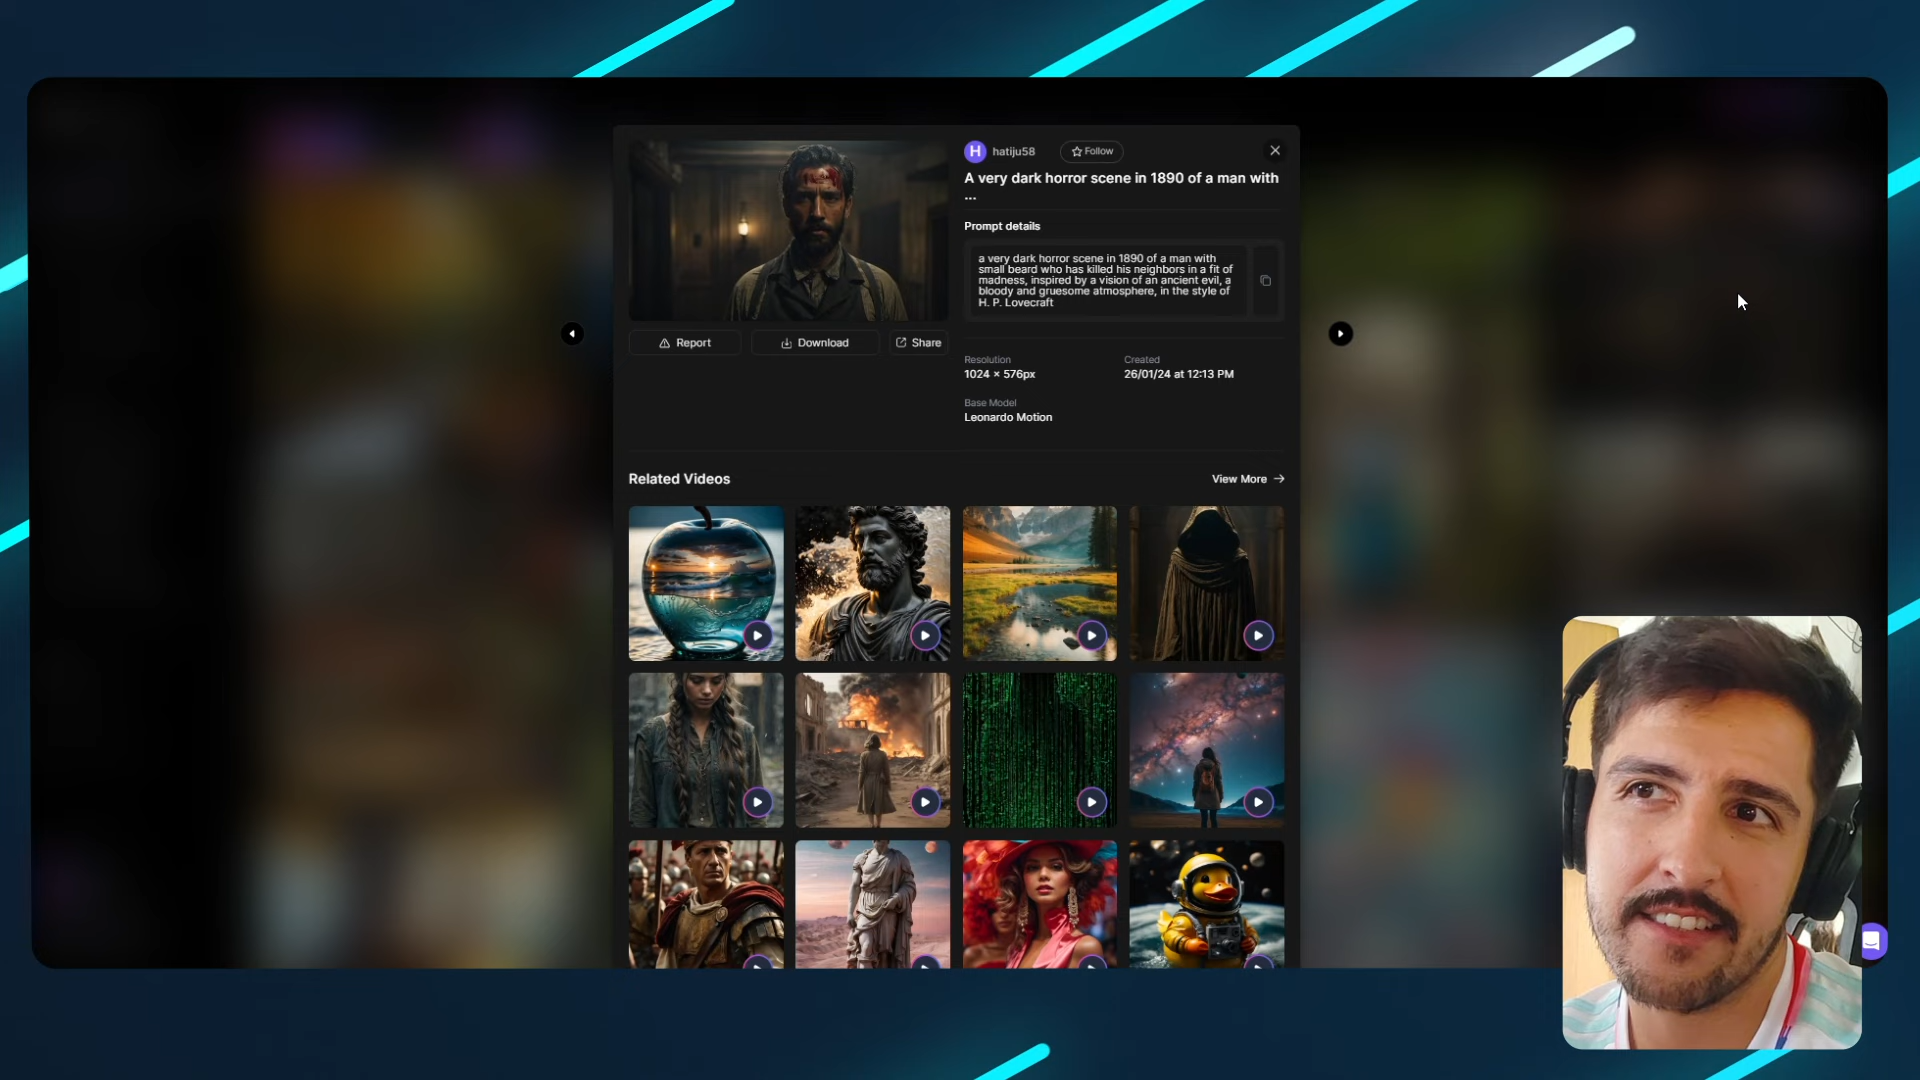 H hatiju58
Follow
A very dark horror scene in 1890 of a man with
...
Prompt details
a very dark horror scene in 1890 of a man with
small beard who has killed his neighbors in a fit of
madness, inspired by a vision of an ancient evil, a
bloody and gruesome atmosphere, in the style of
H. P. Lovecraft
Report
Download
Share
Resolution
1024 × 576px
Created
26/01/24 at 12:13 PM
Base Model
Leonardo Motion
Related Videos
View More